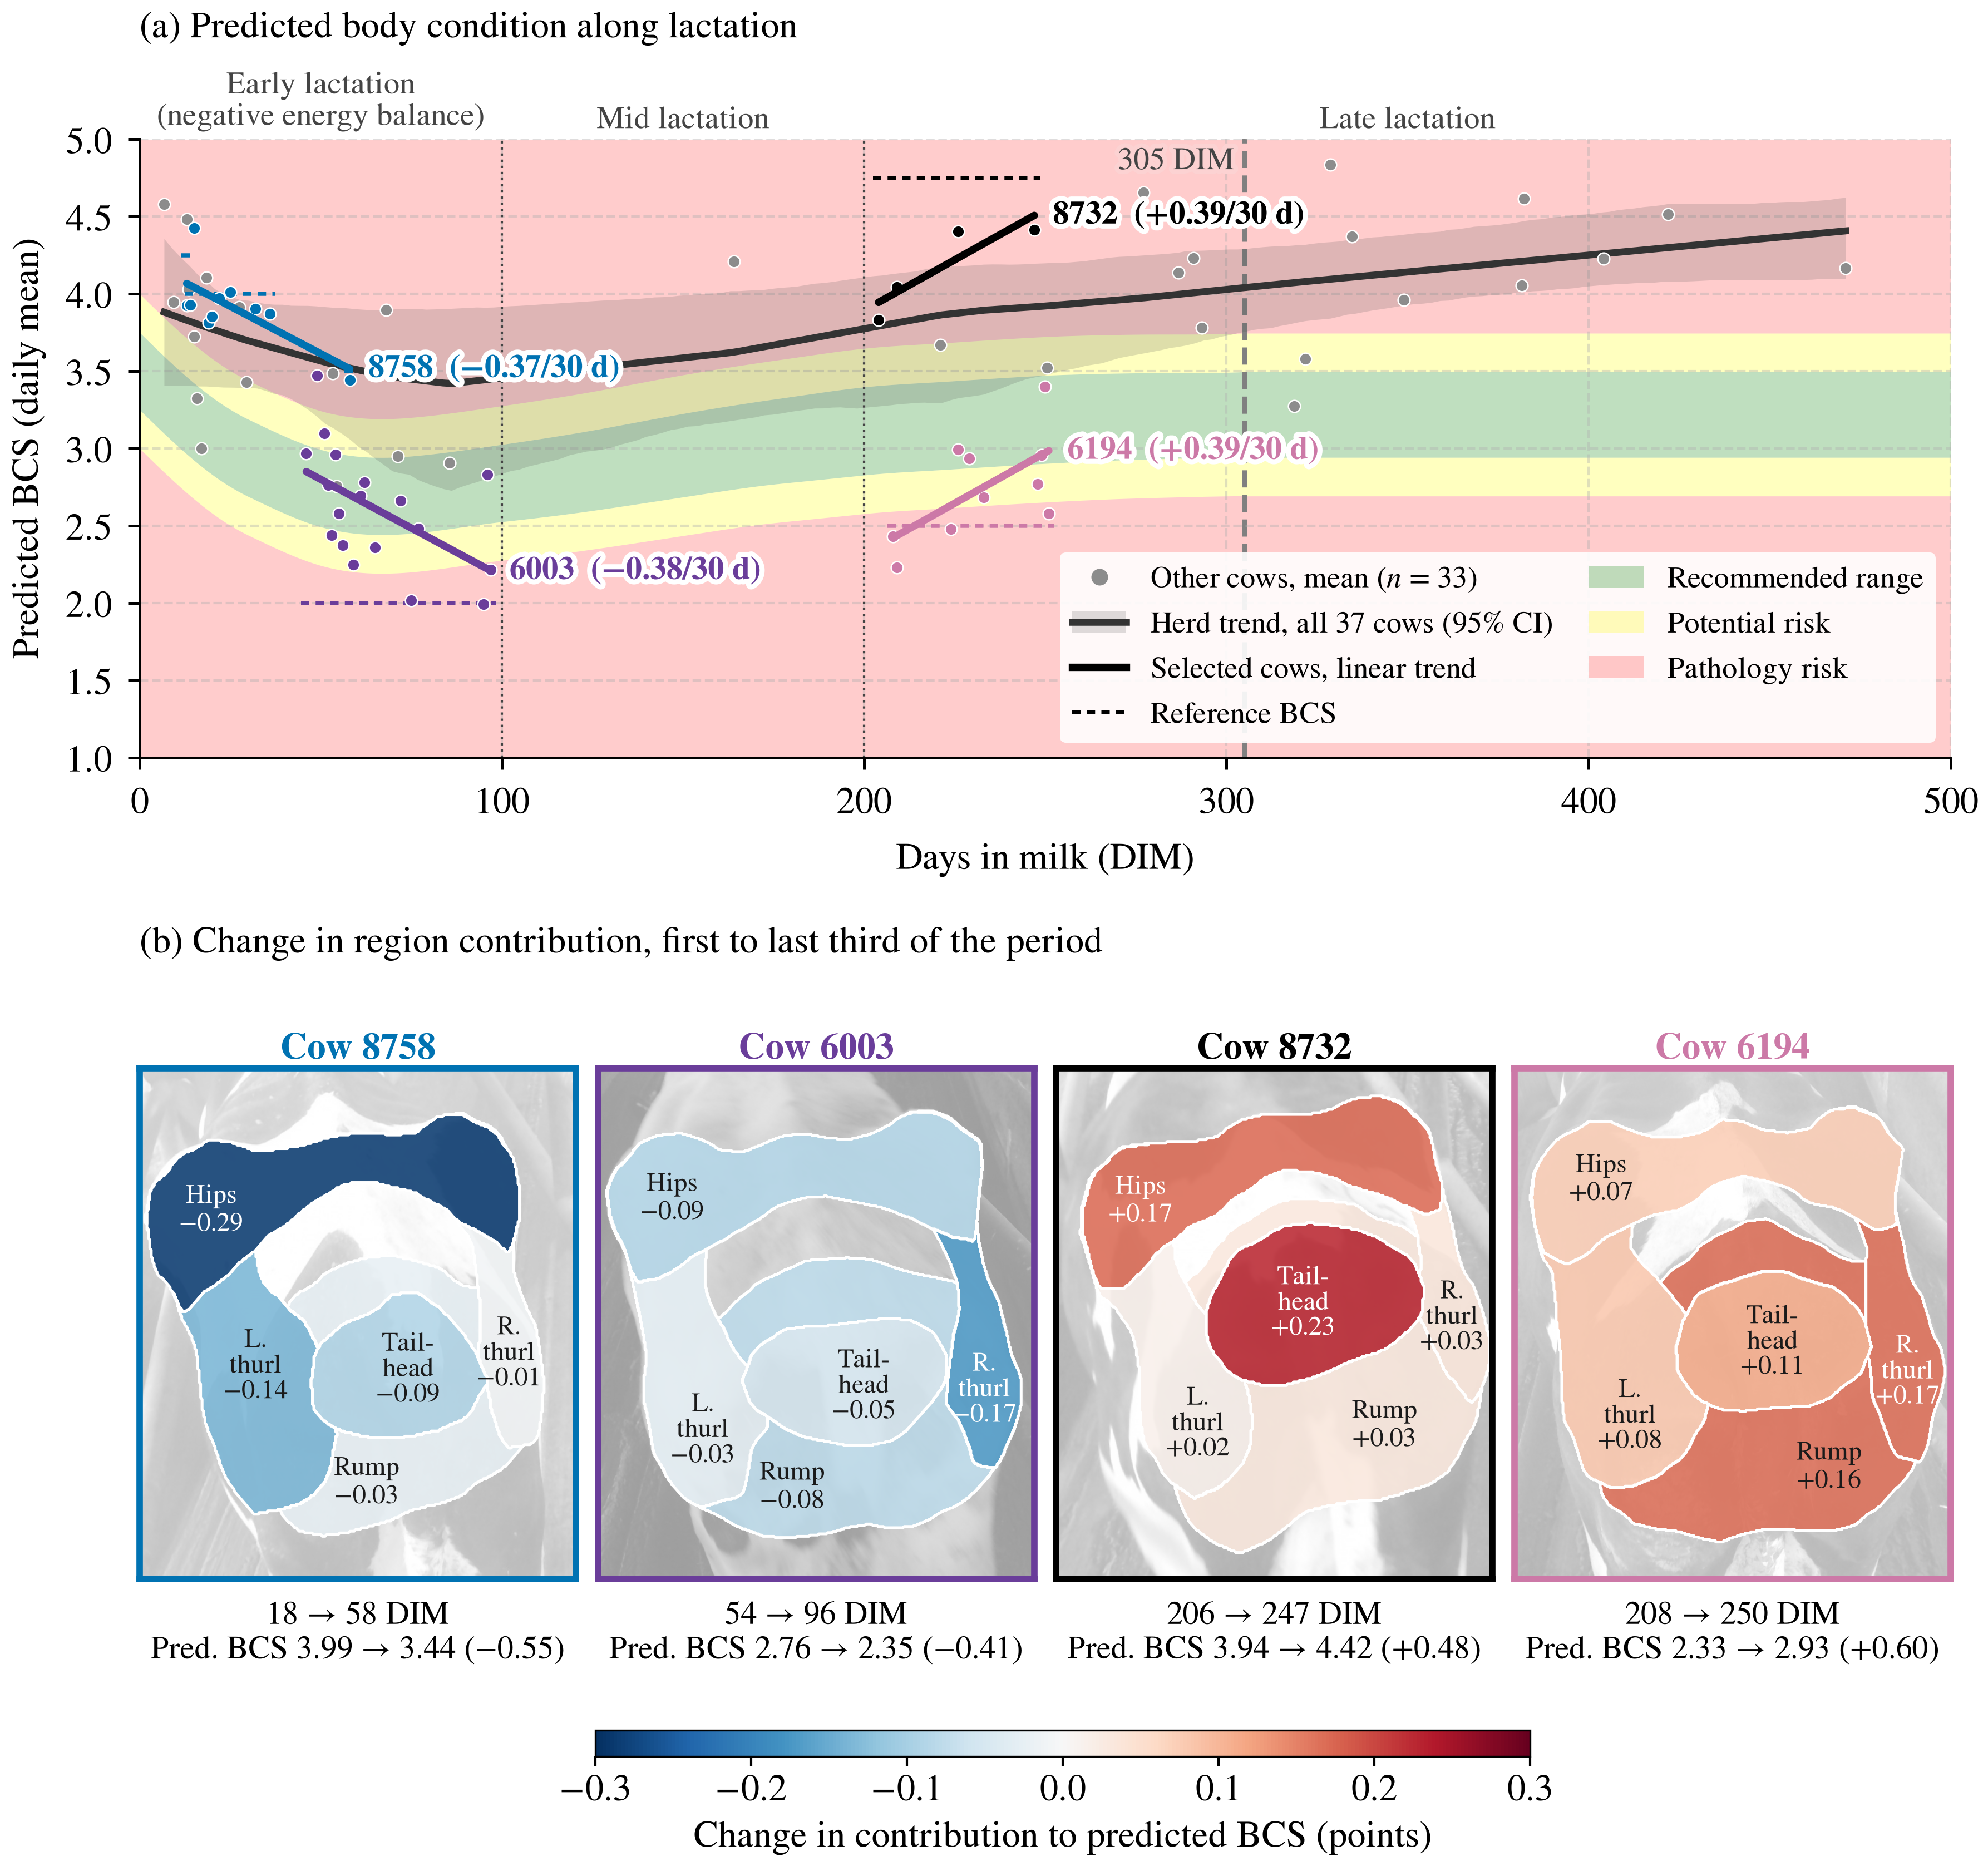 (a) Predicted body condition along lactation
Early lactation
(negative energy balance)
Mid lactation
Late lactation
Predicted BCS (daily mean)
5.0
4.5
4.0
3.5
3.0
2.5
2.0
1.5
1.0
305 DIM
8732 (+0.39/30 d)
8758 (−0.37/30 d)
6194 (+0.39/30 d)
6003 (−0.38/30 d)
Other cows, mean (n = 33)
Herd trend, all 37 cows (95% CI)
Selected cows, linear trend
Reference BCS
Recommended range
Potential risk
Pathology risk
0
100
200
300
400
500
Days in milk (DIM)
(b) Change in region contribution, first to last third of the period
Cow 8758
Hips
−0.29
L.
thurl
−0.14
Tail-
head
−0.09
R.
thurl
−0.01
Rump
−0.03
18 → 58 DIM
Pred. BCS 3.99 → 3.44 (−0.55)
Cow 6003
Hips
−0.09
L.
thurl
−0.03
Tail-
head
−0.05
R.
thurl
−0.17
Rump
−0.08
54 → 96 DIM
Pred. BCS 2.76 → 2.35 (−0.41)
Cow 8732
Hips
+0.17
Tail-
head
+0.23
R.
thurl
+0.03
L.
thurl
+0.02
Rump
+0.03
206 → 247 DIM
Pred. BCS 3.94 → 4.42 (+0.48)
Cow 6194
Hips
+0.07
Tail-
head
+0.11
R.
thurl
+0.17
L.
thurl
+0.08
Rump
+0.16
208 → 250 DIM
Pred. BCS 2.33 → 2.93 (+0.60)
−0.3
−0.2
−0.1
0.0
0.1
0.2
0.3
Change in contribution to predicted BCS (points)